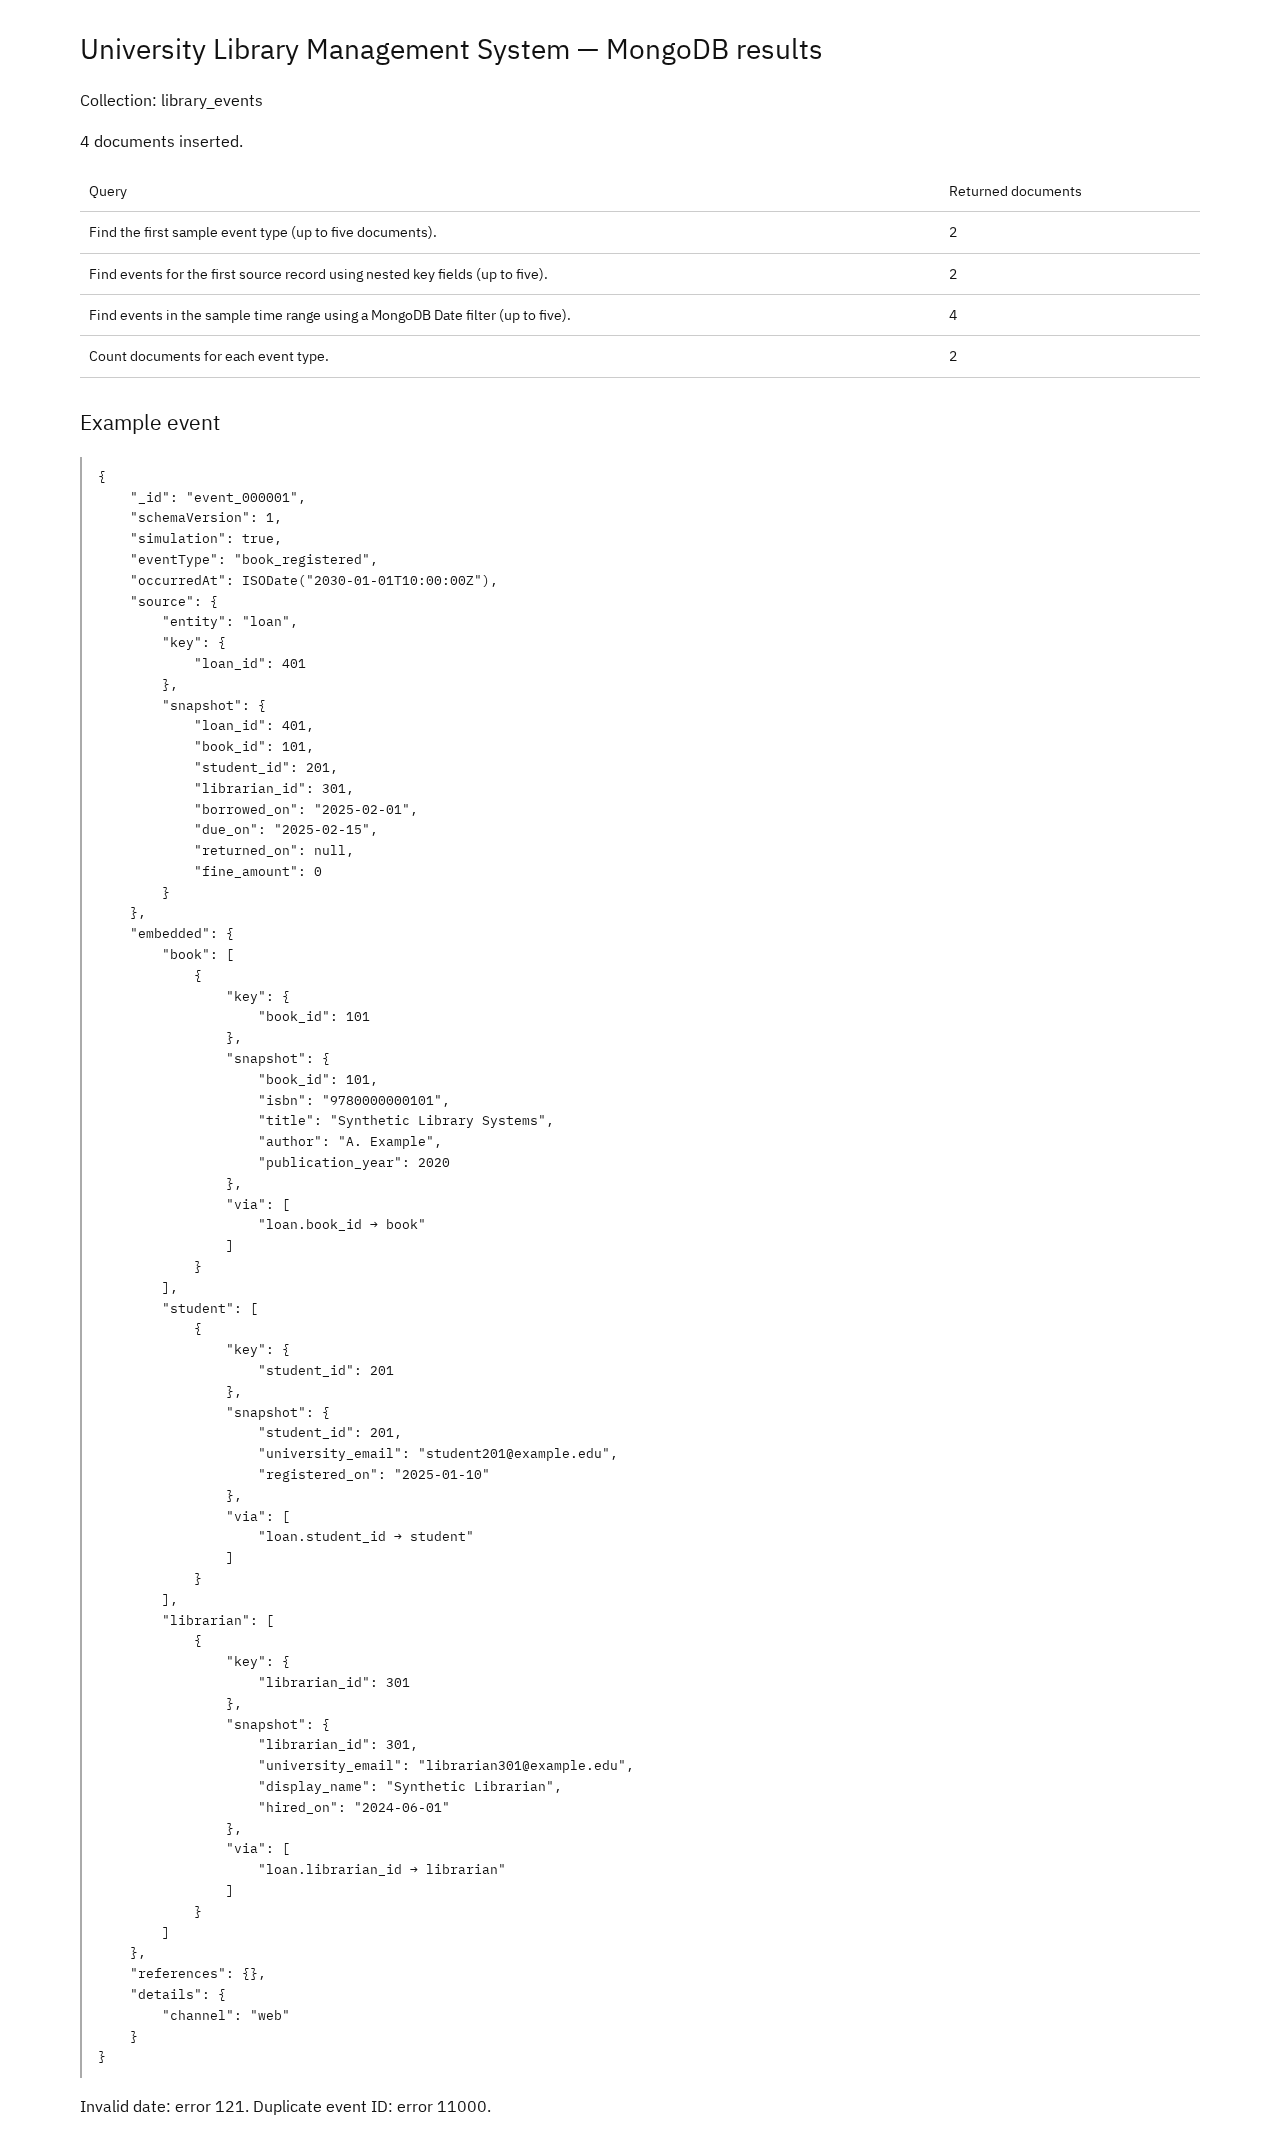 University Library Management System — MongoDB results
Collection: library_events
4 documents inserted.
Query Returned documents
Find the first sample event type (up to five documents). 2
Find events for the first source record using nested key fields (up to five). 2
Find events in the sample time range using a MongoDB Date filter (up to five). 4
Count documents for each event type. 2
Example event
{
    "_id": "event_000001",
    "schemaVersion": 1,
    "simulation": true,
    "eventType": "book_registered",
    "occurredAt": ISODate("2030-01-01T10:00:00Z"),
    "source": {
        "entity": "loan",
        "key": {
            "loan_id": 401
        },
        "snapshot": {
            "loan_id": 401,
            "book_id": 101,
            "student_id": 201,
            "librarian_id": 301,
            "borrowed_on": "2025-02-01",
            "due_on": "2025-02-15",
            "returned_on": null,
            "fine_amount": 0
        }
    },
    "embedded": {
        "book": [
            {
                "key": {
                    "book_id": 101
                },
                "snapshot": {
                    "book_id": 101,
                    "isbn": "9780000000101",
                    "title": "Synthetic Library Systems",
                    "author": "A. Example",
                    "publication_year": 2020
                },
                "via": [
                    "loan.book_id → book"
                ]
            }
        ],
        "student": [
            {
                "key": {
                    "student_id": 201
                },
                "snapshot": {
                    "student_id": 201,
                    "university_email": "student201@example.edu",
                    "registered_on": "2025-01-10"
                },
                "via": [
                    "loan.student_id → student"
                ]
            }
        ],
        "librarian": [
            {
                "key": {
                    "librarian_id": 301
                },
                "snapshot": {
                    "librarian_id": 301,
                    "university_email": "librarian301@example.edu",
                    "display_name": "Synthetic Librarian",
                    "hired_on": "2024-06-01"
                },
                "via": [
                    "loan.librarian_id → librarian"
                ]
            }
        ]
    },
    "references": {},
    "details": {
        "channel": "web"
    }
}
Invalid date: error 121. Duplicate event ID: error 11000.